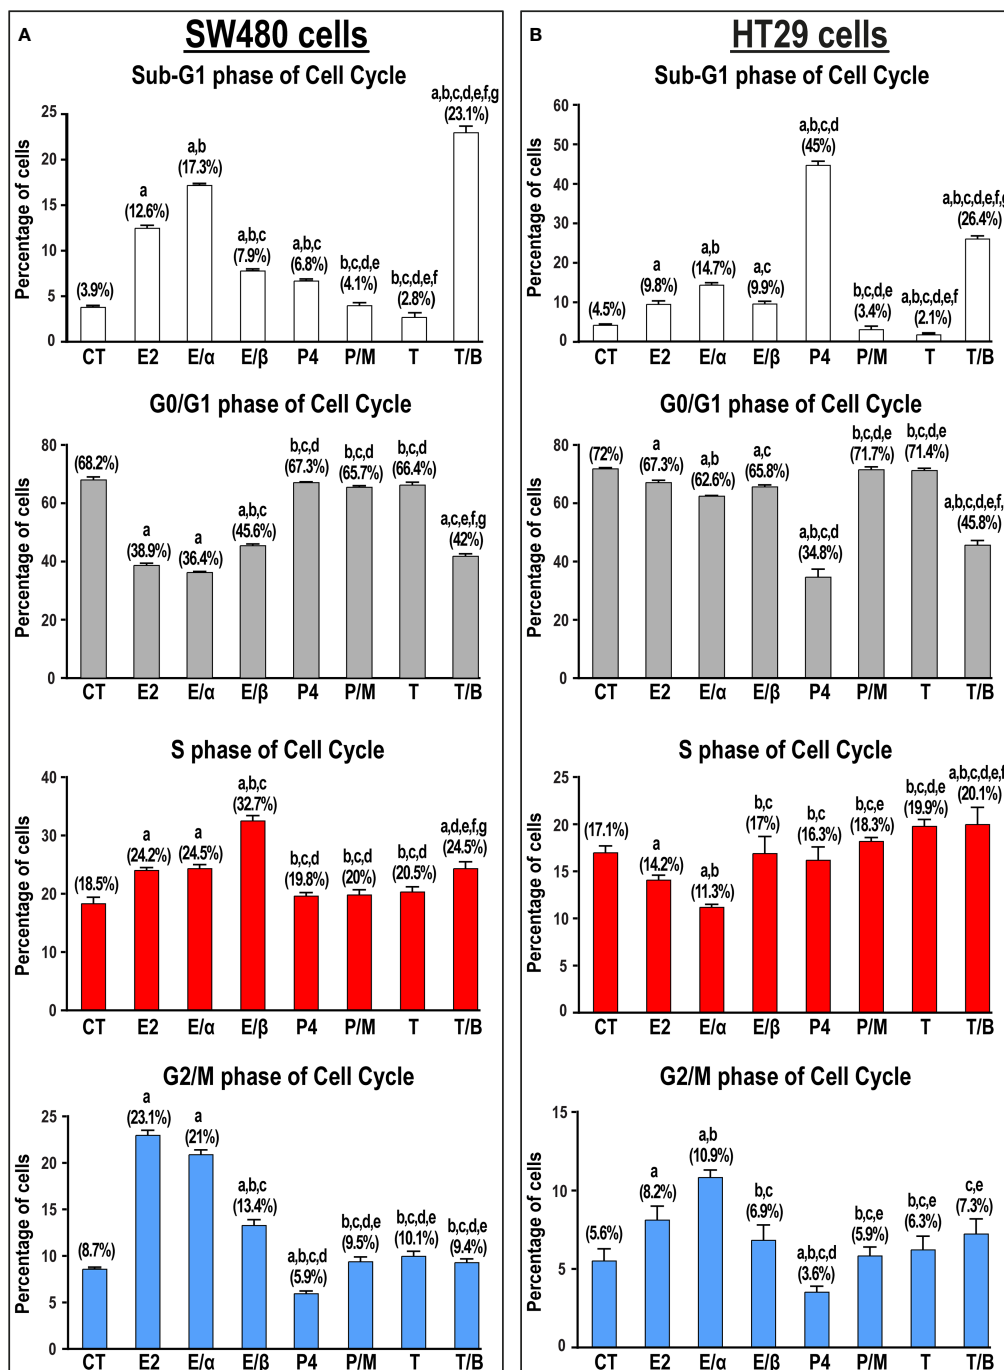 A
SW480 cells
Sub-G1 phase of Cell Cycle
Percentage of cells
25
20
15
10
5
0
(3.9%)
a
(12.6%)
a,b
(17.3%)
a,b,c
(7.9%)
a,b,c
(6.8%)
b,c,d,e
(4.1%)
b,c,d,e,f
(2.8%)
a,b,c,d,e,f,g
(23.1%)
CT E2 E/α E/β P4 P/M T T/B
G0/G1 phase of Cell Cycle
Percentage of cells
80
60
40
20
0
(68.2%)
a
(38.9%)
a
(36.4%)
a,b,c
(45.6%)
b,c,d
(67.3%)
b,c,d
(65.7%)
b,c,d
(66.4%)
a,c,e,f,g
(42%)
CT E2 E/α E/β P4 P/M T T/B
S phase of Cell Cycle
Percentage of cells
40
30
20
10
0
(18.5%)
a
(24.2%)
a
(24.5%)
a,b,c
(32.7%)
b,c,d
(19.8%)
b,c,d
(20%)
b,c,d
(20.5%)
a,d,e,f,g
(24.5%)
CT E2 E/α E/β P4 P/M T T/B
G2/M phase of Cell Cycle
Percentage of cells
25
20
15
10
5
0
(8.7%)
a
(23.1%)
a
(21%)
a,b,c
(13.4%)
a,b,c,d
(5.9%)
b,c,d,e
(9.5%)
b,c,d,e
(10.1%)
b,c,d,e
(9.4%)
CT E2 E/α E/β P4 P/M T T/B
B
HT29 cells
Sub-G1 phase of Cell Cycle
Percentage of cells
60
50
40
30
20
10
0
(4.5%)
a
(9.8%)
a,b
(14.7%)
a,c
(9.9%)
a,b,c,d
(45%)
b,c,d,e
(3.4%)
a,b,c,d,e,f
(2.1%)
a,b,c,d,e,f,g
(26.4%)
CT E2 E/α E/β P4 P/M T T/B
G0/G1 phase of Cell Cycle
Percentage of cells
80
60
40
20
0
(72%)
a
(67.3%)
a,b
(62.6%)
a,c
(65.8%)
a,b,c,d
(34.8%)
b,c,d,e
(71.7%)
b,c,d,e
(71.4%)
a,b,c,d,e,f,
(45.8%)
CT E2 E/α E/β P4 P/M T T/B
S phase of Cell Cycle
Percentage of cells
25
20
15
10
5
0
(17.1%)
a
(14.2%)
a,b
(11.3%)
b,c
(17%)
b,c
(16.3%)
b,c,e
(18.3%)
b,c,d,e
(19.9%)
a,b,c,d,e,f
(20.1%)
CT E2 E/α E/β P4 P/M T T/B
G2/M phase of Cell Cycle
Percentage of cells
15
10
5
0
(5.6%)
a
(8.2%)
a,b
(10.9%)
b,c
(6.9%)
a,b,c,d
(3.6%)
b,c,e
(5.9%)
b,c,e
(6.3%)
c,e
(7.3%)
CT E2 E/α E/β P4 P/M T T/B